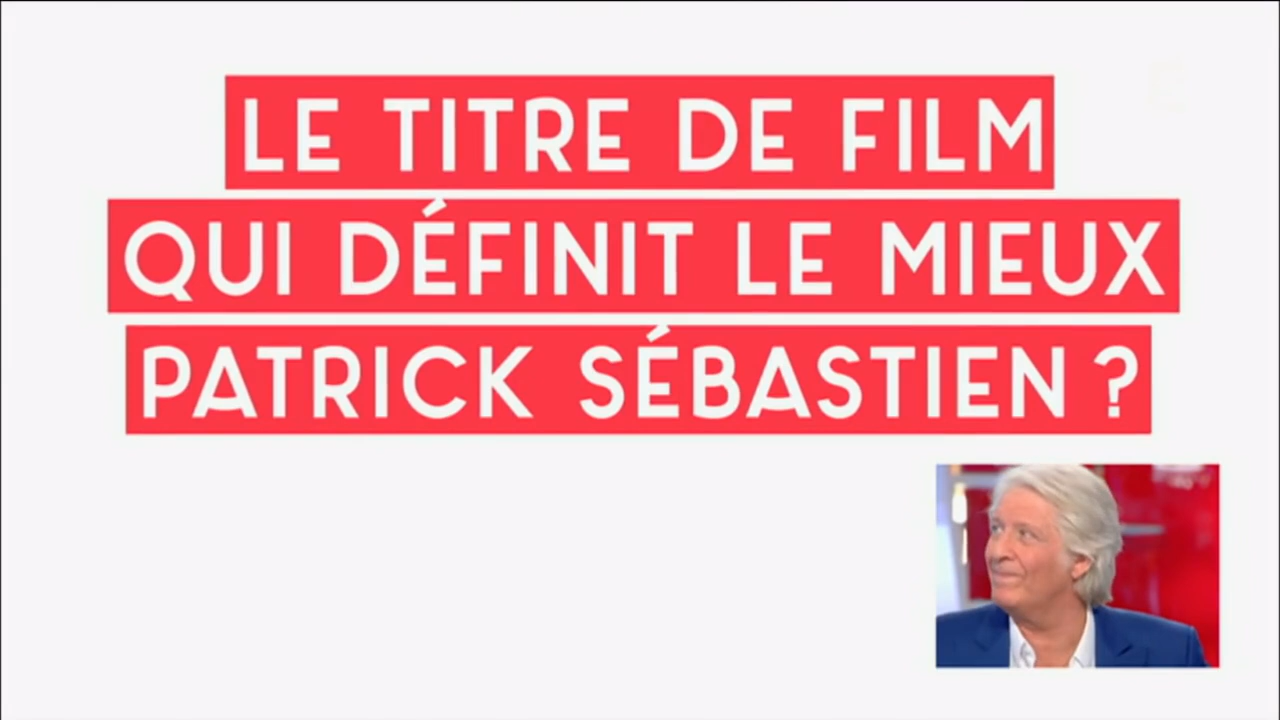 LE TITRE DE FILM
QUI DÉFINIT LE MIEUX
PATRICK SÉBASTIEN ?